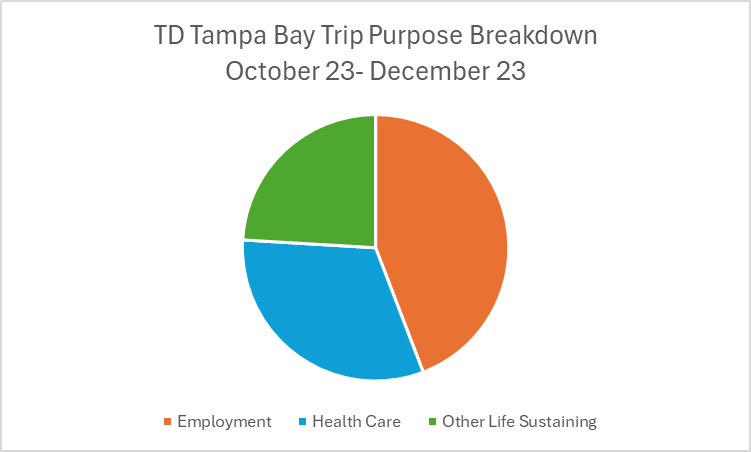 TD Tampa Bay Trip Purpose Breakdown
October 23- December 23
Employment Health Care Other Life Sustaining